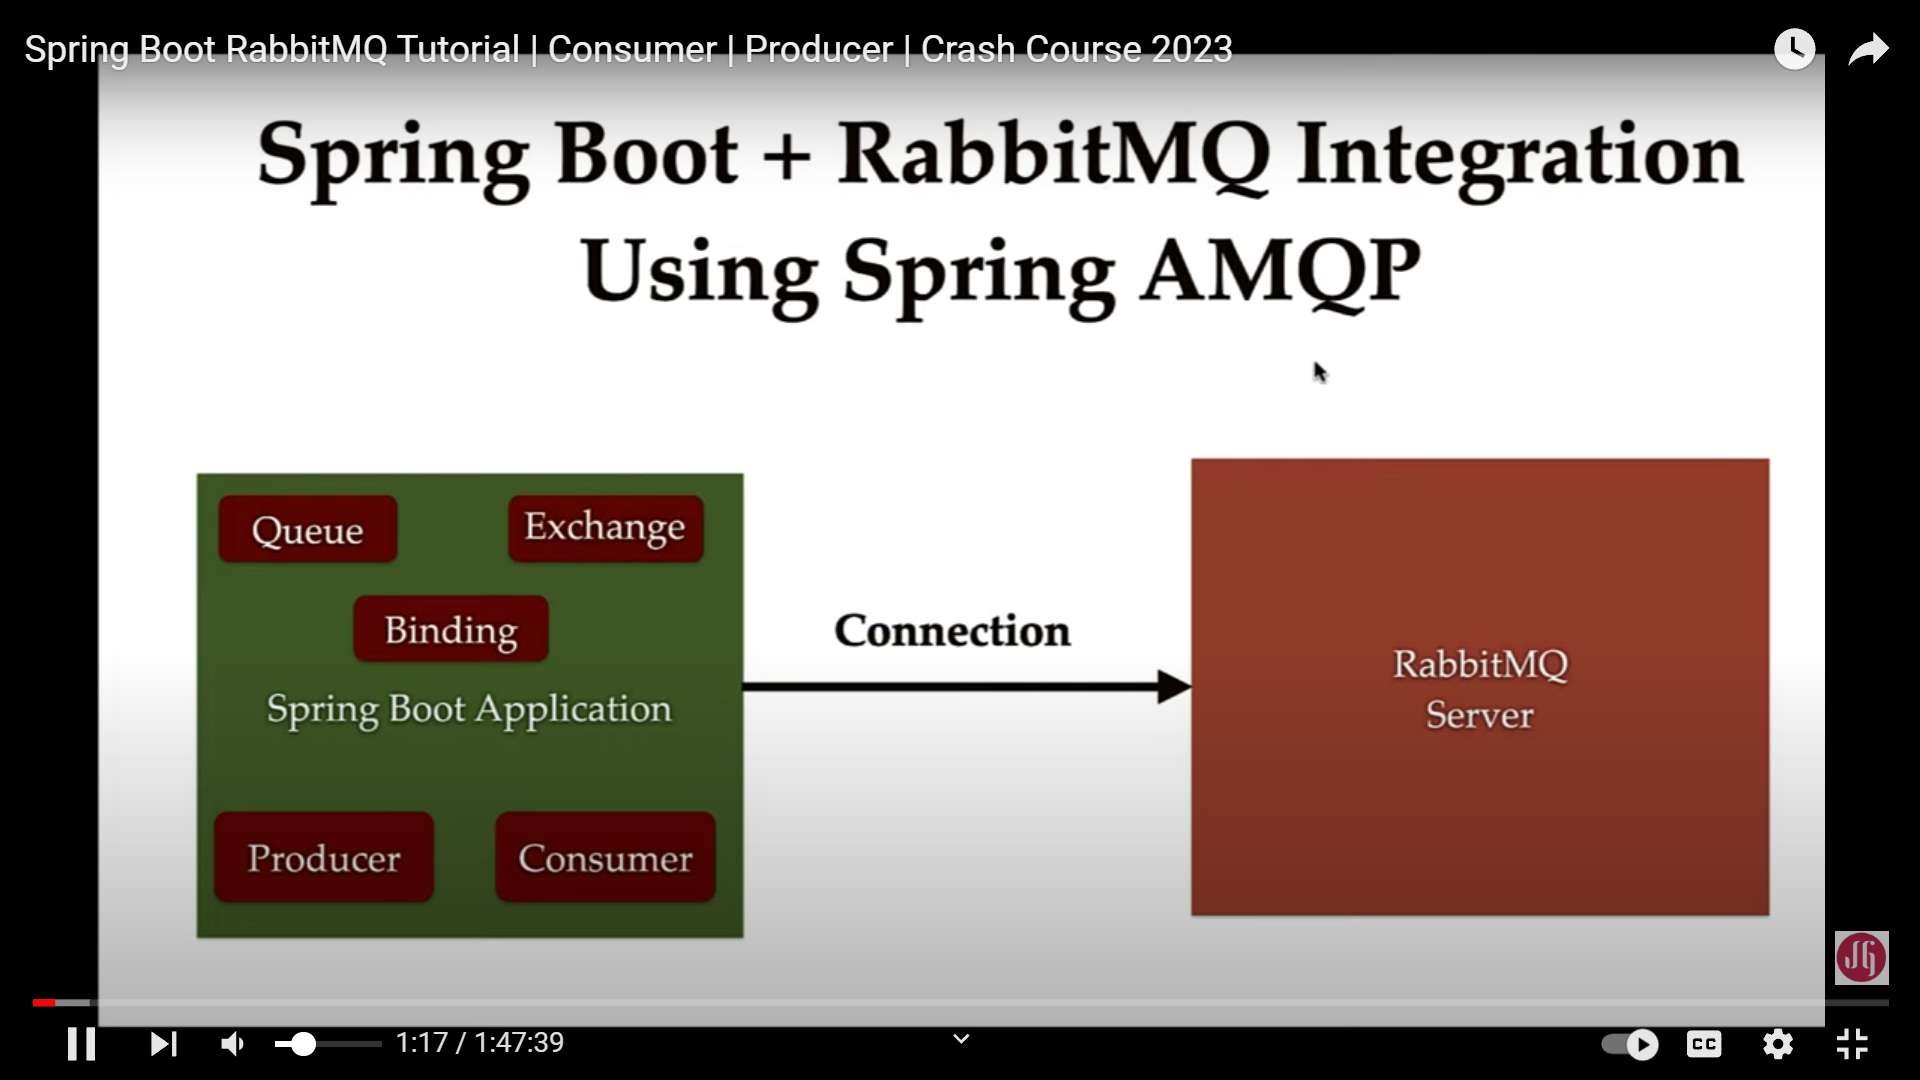 Spring Boot RabbitMQ Tutorial | Consumer | Producer | Crash Course 2023
Spring Boot + RabbitMQ Integration
Using Spring AMQP
Queue
Exchange
Binding
Spring Boot Application
Producer
Consumer
Connection
RabbitMQ
Server
1:17 / 1:47:39
CC